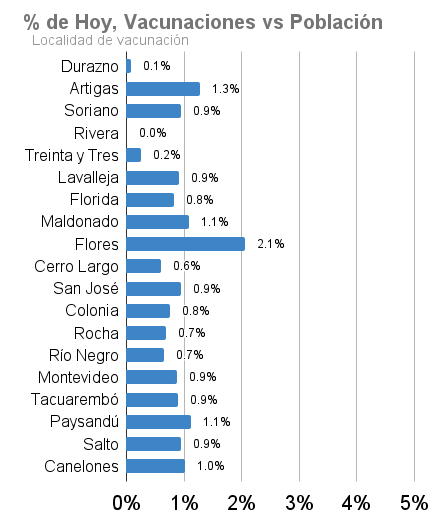 % de Hoy, Vacunaciones vs Población
Localidad de vacunación
Durazno 0.1%
Artigas 1.3%
Soriano 0.9%
Rivera 0.0%
Treinta y Tres 0.2%
Lavalleja 0.9%
Florida 0.8%
Maldonado 1.1%
Flores 2.1%
Cerro Largo 0.6%
San José 0.9%
Colonia 0.8%
Rocha 0.7%
Río Negro 0.7%
Montevideo 0.9%
Tacuarembó 0.9%
Paysandú 1.1%
Salto 0.9%
Canelones 1.0%
0% 1% 2% 3% 4% 5%